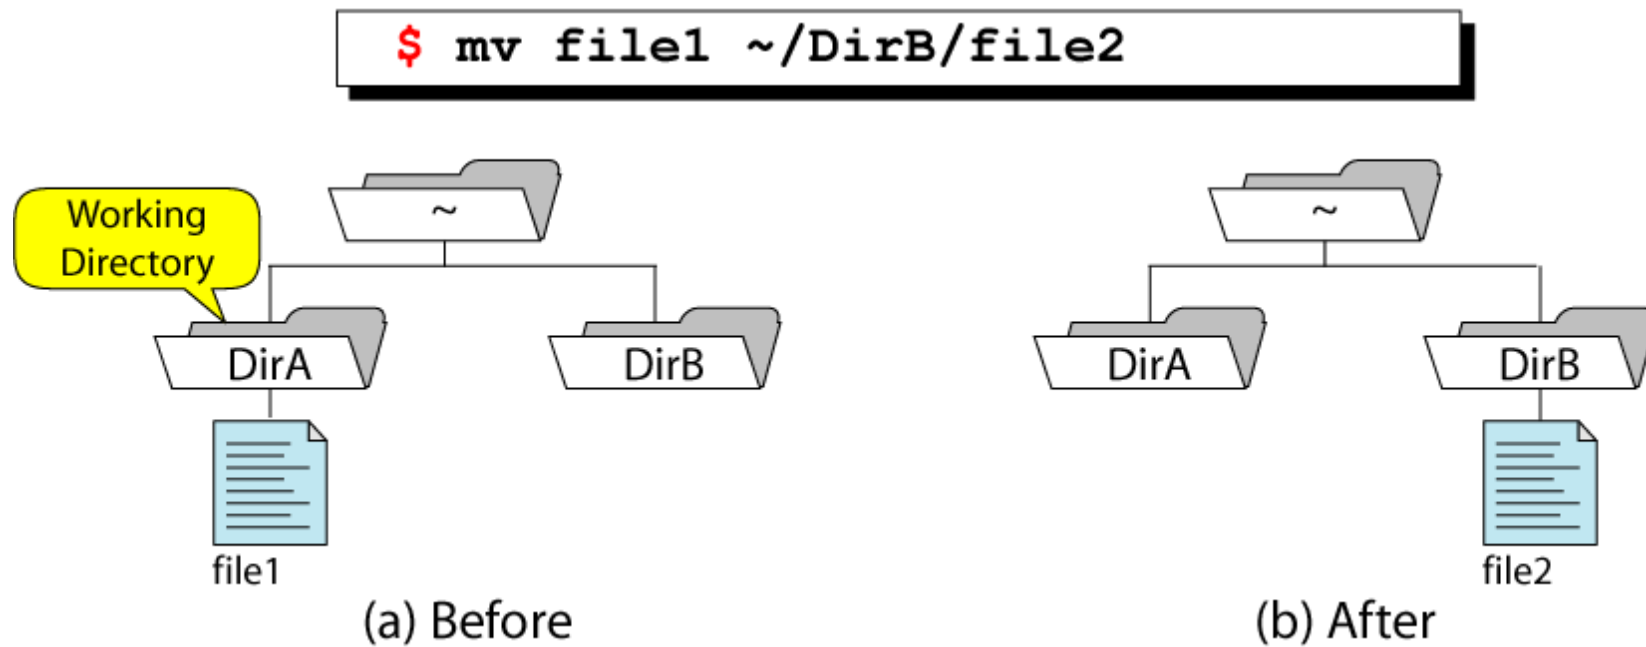 $ mv file1 ~/DirB/file2
Working
Directory
~
DirA
DirB
file1
(a) Before
~
DirA
DirB
file2
(b) After